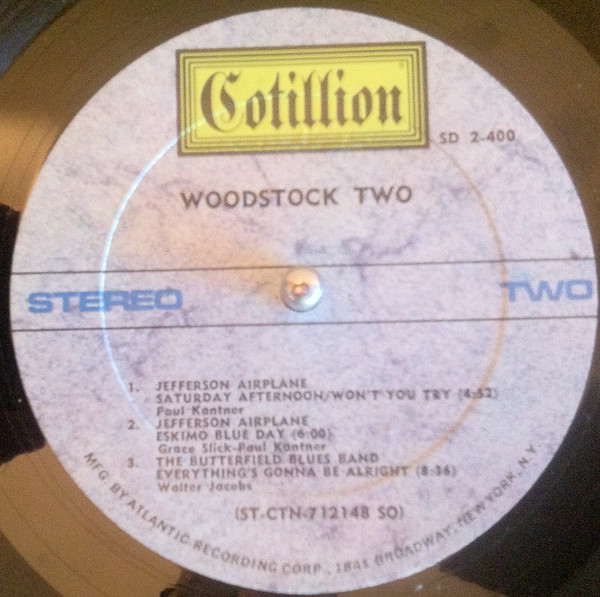 Cotillion
®
SD 2-400
WOODSTOCK TWO
STEREO TWO
1. JEFFERSON AIRPLANE
SATURDAY AFTERNOON/WON'T YOU TRY (4:52)
Paul Kantner
2. JEFFERSON AIRPLANE
ESKIMO BLUE DAY (6:00)
Grace Slick-Paul Kantner
3. THE BUTTERFIELD BLUES BAND
EVERYTHING'S GONNA BE ALRIGHT (8:36)
Walter Jacobs
(ST-CTN-712148 SO)
MFG. BY ATLANTIC RECORDING CORP., 1841 BROADWAY, NEW YORK, N.Y.